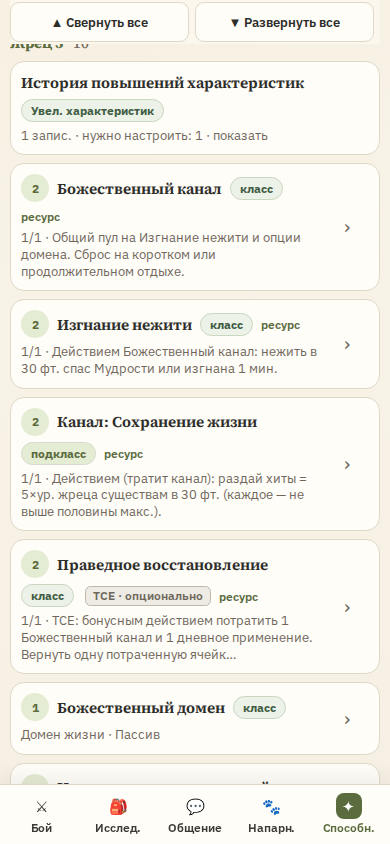 ▲ Свернуть все
▼ Развернуть все
Жрец 5 · 10
История повышений характеристик
Увел. характеристик
1 запис. · нужно настроить: 1 · показать
2 Божественный канал класс
ресурс
1/1 · Общий пул на Изгнание нежити и опции
домена. Сброс на коротком или
продолжительном отдыхе.
2 Изгнание нежити класс ресурс
1/1 · Действием Божественный канал: нежить в
30 фт. спас Мудрости или изгнана 1 мин.
2 Канал: Сохранение жизни
подкласс ресурс
1/1 · Действием (тратит канал): раздай хиты =
5×ур. жреца существам в 30 фт. (каждое — не
выше половины макс.).
2 Праведное восстановление
класс TCE · опционально ресурс
1/1 · TCE: бонусным действием потратить 1
Божественный канал и 1 дневное применение.
Вернуть одну потраченную ячейк...
1 Божественный домен класс
Домен жизни · Пассив
Бой
Исслед.
Общение
Напарн.
Способн.